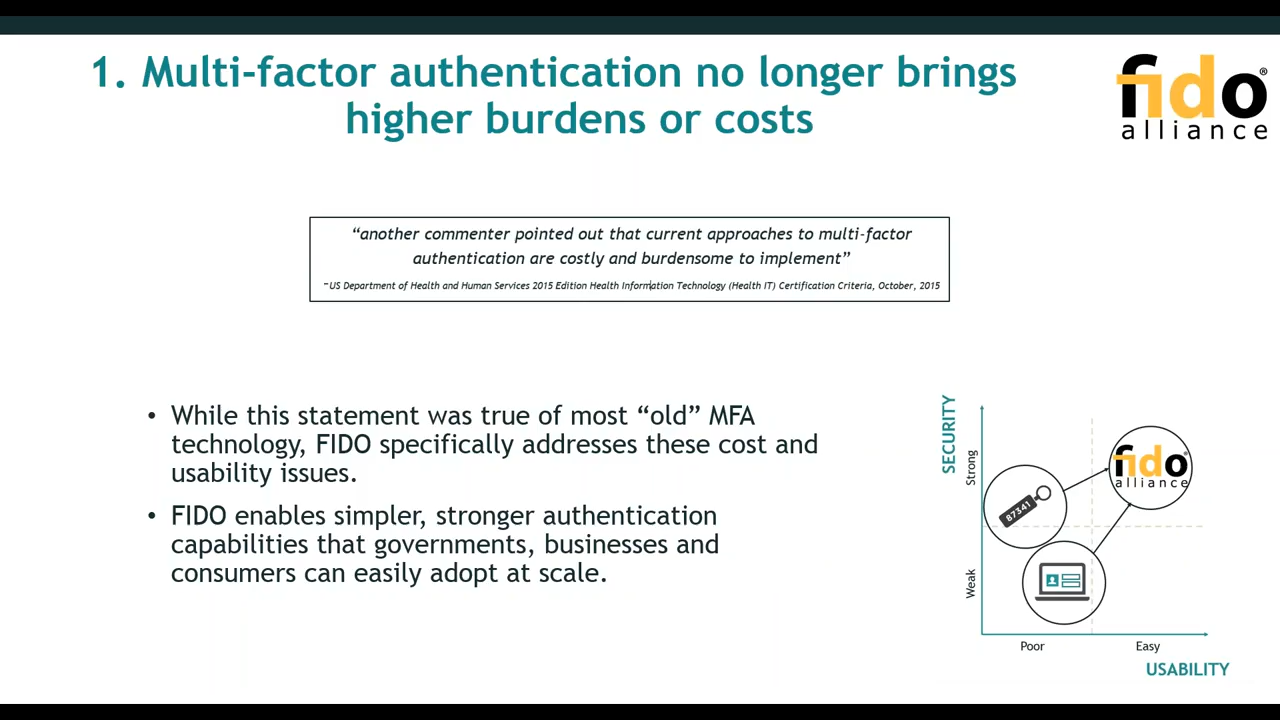 1. Multi-factor authentication no longer brings
higher burdens or costs
fido®
alliance
“another commenter pointed out that current approaches to multi-factor
authentication are costly and burdensome to implement”
-US Department of Health and Human Services 2015 Edition Health Information Technology (Health IT) Certification Criteria, October, 2015
• While this statement was true of most “old” MFA
technology, FIDO specifically addresses these cost and
usability issues.
• FIDO enables simpler, stronger authentication
capabilities that governments, businesses and
consumers can easily adopt at scale.
SECURITY
Strong
Weak
87341
fido®
alliance
Poor
Easy
USABILITY